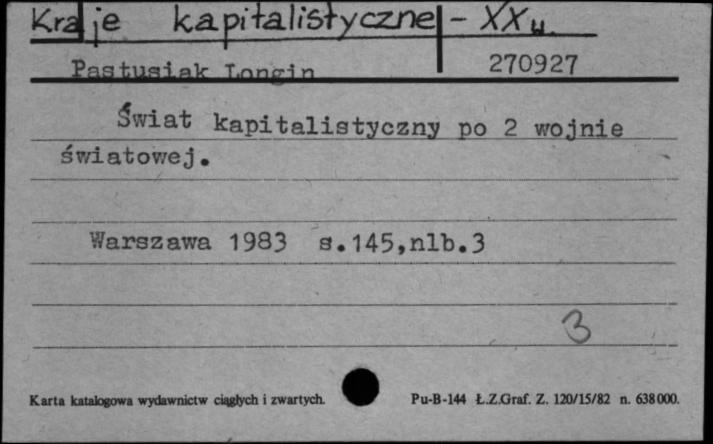 Kraje kapitalistyczne - XX w.
Pastusiak Longin 270927
Świat kapitalistyczny po 2 wojnie
światowej.
Warszawa 1983 s.145,nlb.3
3
Karta katalogowa wydawnictw ciągłych i zwartych. Pu-B-144 Ł.Z.Graf. Z. 120/15/82 n. 638000.